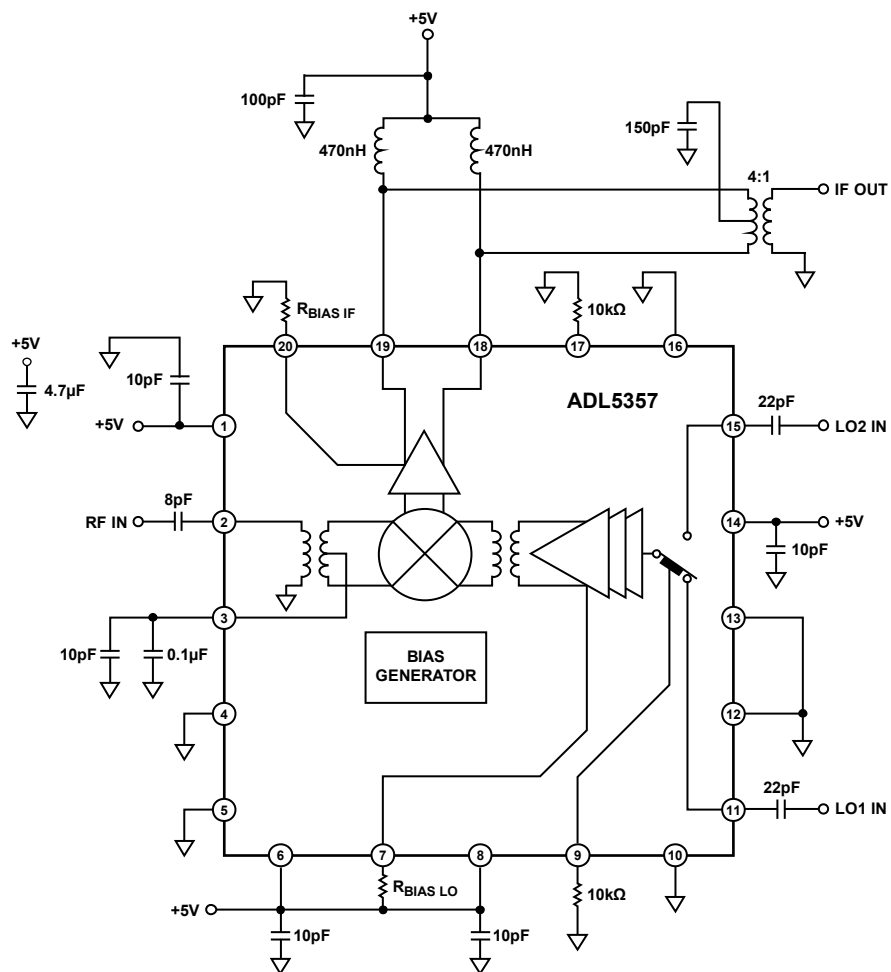 +5V
100pF
470nH
470nH
150pF
4:1
IF OUT
R_BIAS IF
10kΩ
20
19
18
17
16
+5V
4.7µF
10pF
+5V
1
ADL5357
15
22pF
LO2 IN
RF IN
8pF
2
14
+5V
10pF
3
13
10pF
0.1µF
BIAS
GENERATOR
4
12
5
22pF
11
LO1 IN
6
7
8
9
10
R_BIAS LO
10kΩ
+5V
10pF
10pF